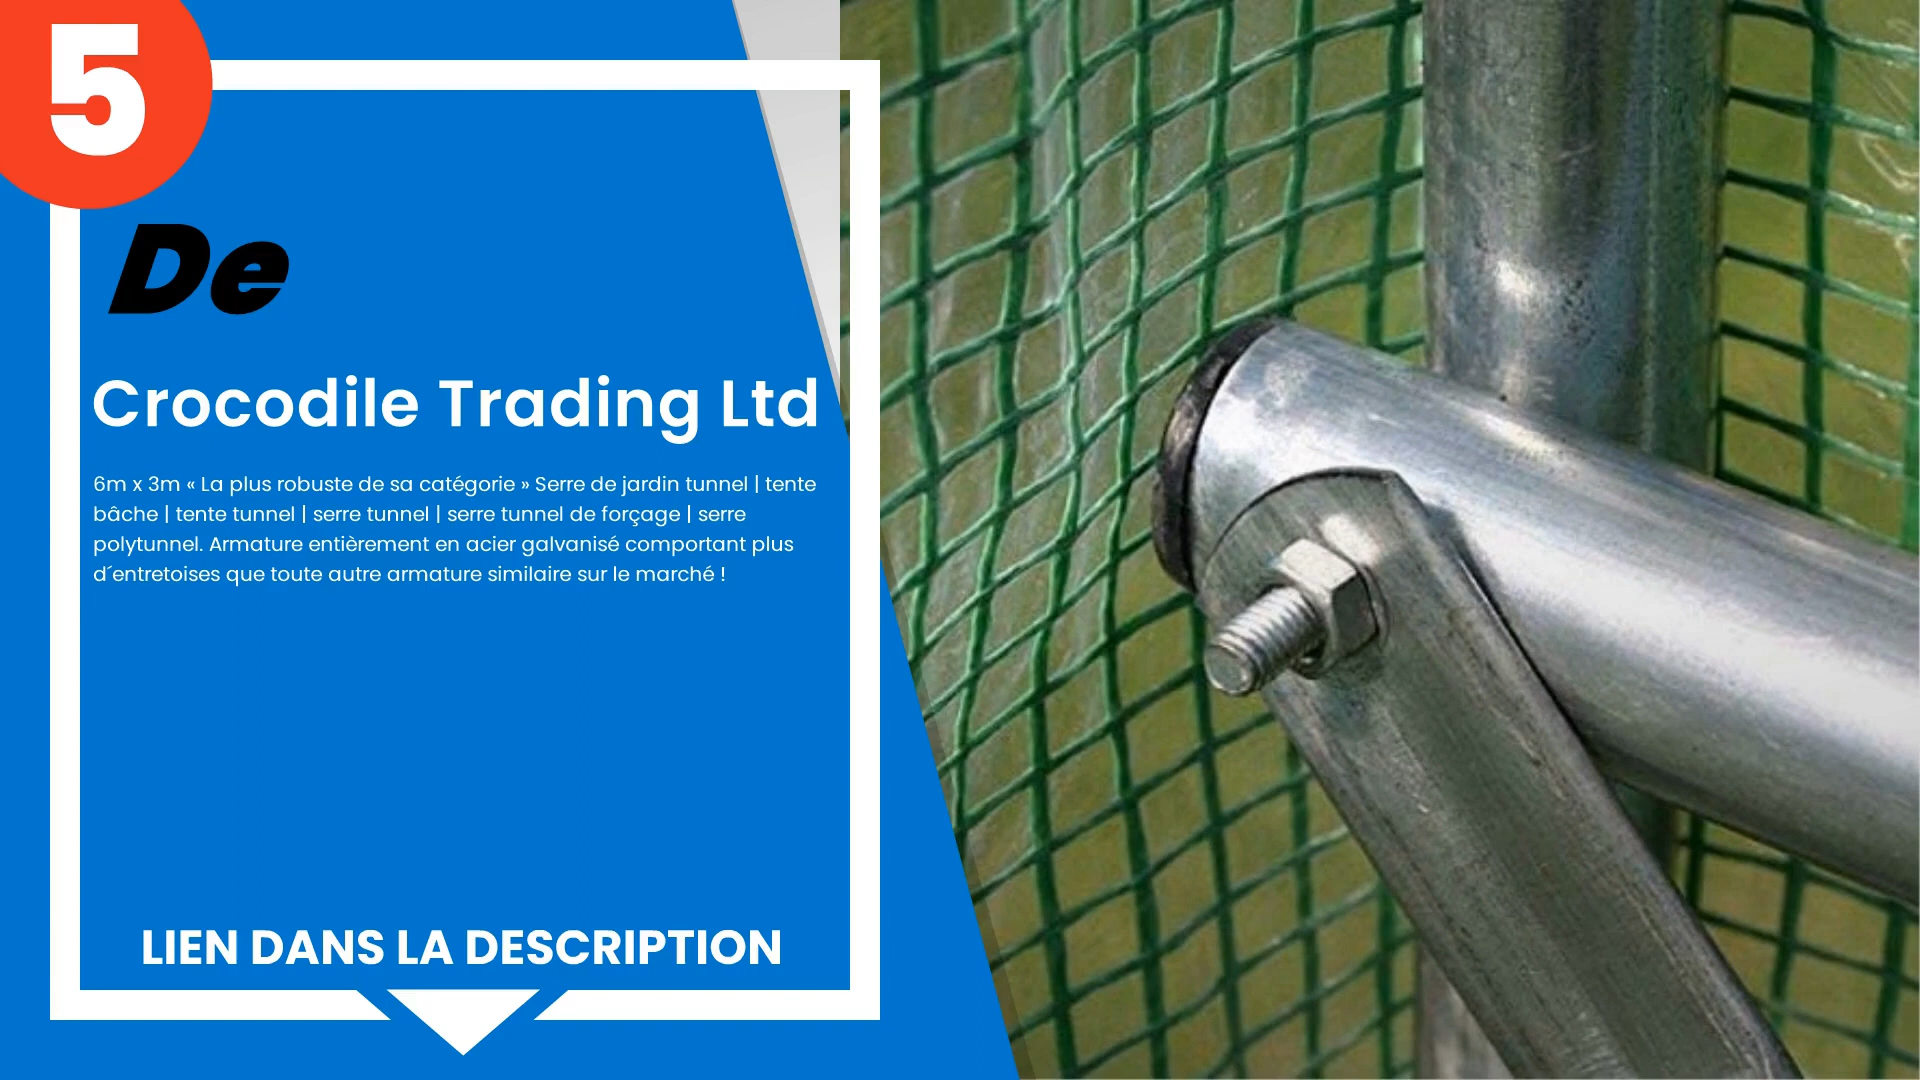 5
De
Crocodile Trading Ltd
6m x 3m « La plus robuste de sa catégorie » Serre de jardin tunnel | tente
bâche | tente tunnel | serre tunnel | serre tunnel de forçage | serre
polytunnel. Armature entièrement en acier galvanisé comportant plus
d´entretoises que toute autre armature similaire sur le marché !
LIEN DANS LA DESCRIPTION